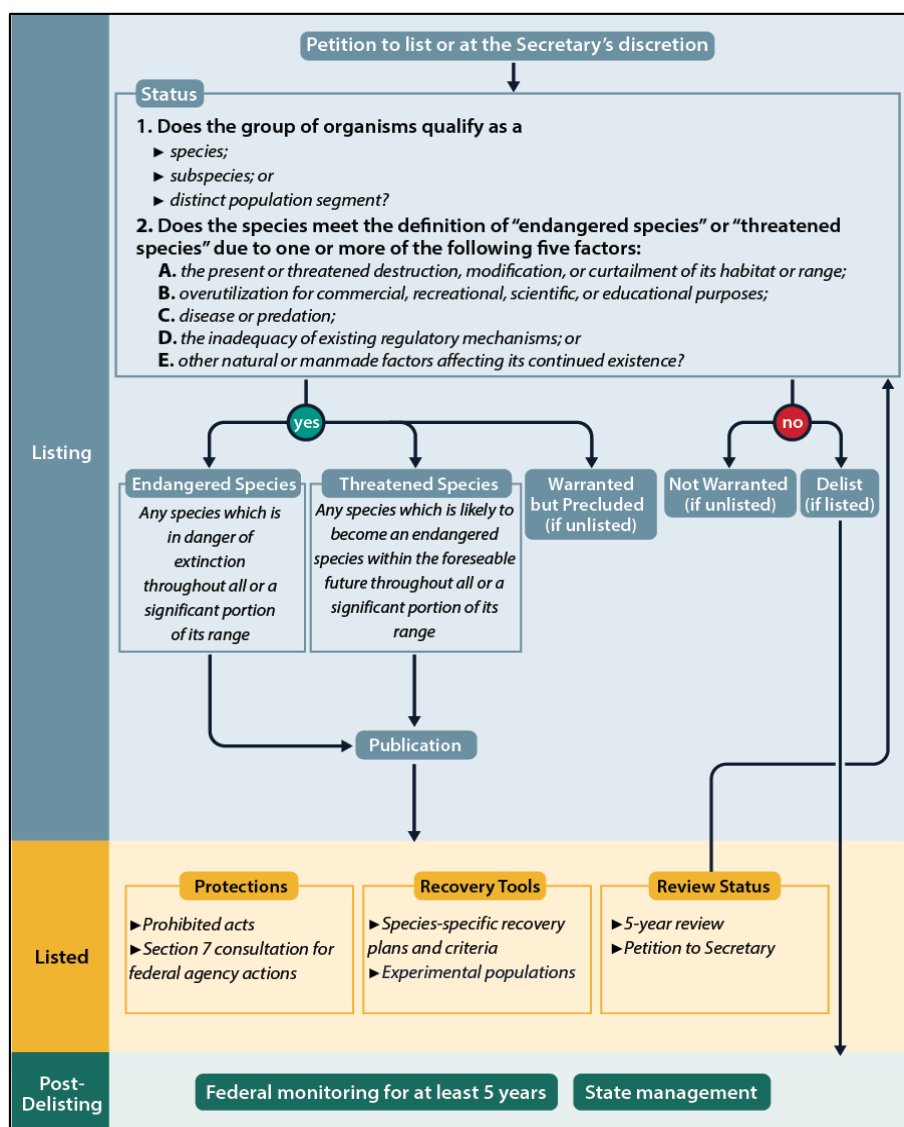 Petition to list or at the Secretary's discretion
Listing
Status
1. Does the group of organisms qualify as a
► species;
► subspecies; or
► distinct population segment?
2. Does the species meet the definition of “endangered species” or “threatened
species” due to one or more of the following five factors:
A. the present or threatened destruction, modification, or curtailment of its habitat or range;
B. overutilization for commercial, recreational, scientific, or educational purposes;
C. disease or predation;
D. the inadequacy of existing regulatory mechanisms; or
E. other natural or manmade factors affecting its continued existence?
yes
no
Endangered Species
Any species which is
in danger of
extinction
throughout all or a
significant portion
of its range
Threatened Species
Any species which is likely to
become an endangered
species within the foreseable
future throughout all or a
significant portion of its
range
Warranted
but Precluded
(if unlisted)
Not Warranted
(if unlisted)
Delist
(if listed)
Publication
Listed
Protections
►Prohibited acts
►Section 7 consultation for
federal agency actions
Recovery Tools
►Species-specific recovery
plans and criteria
►Experimental populations
Review Status
►5-year review
►Petition to Secretary
Post-
Delisting
Federal monitoring for at least 5 years
State management